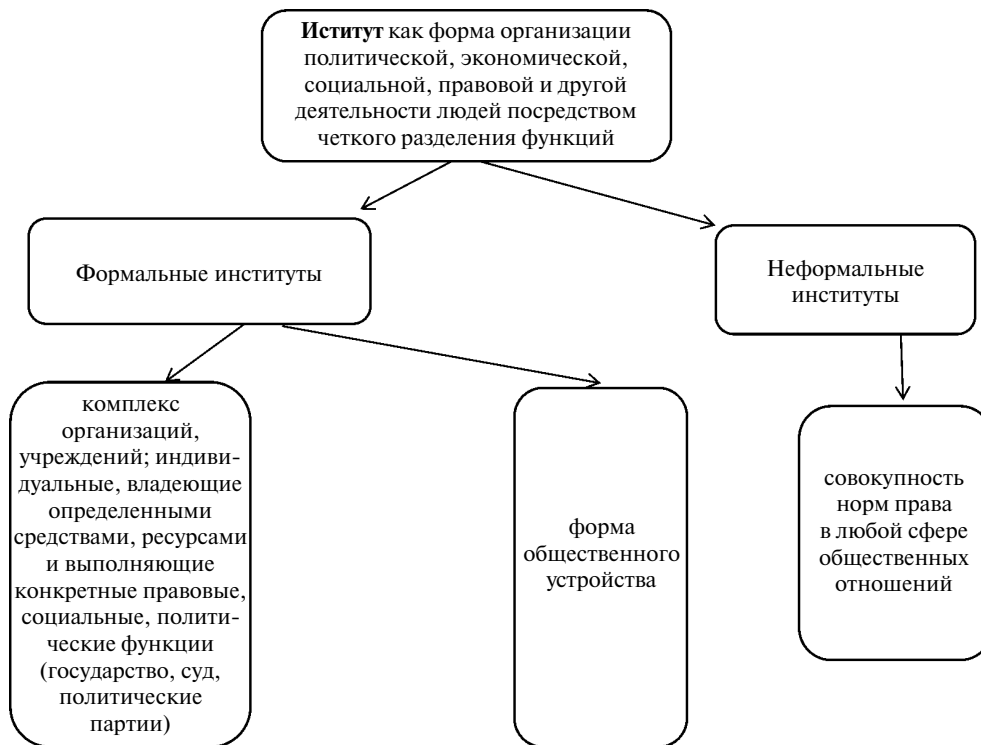 Иститут как форма организации
политической, экономической,
социальной, правовой и другой
деятельности людей посредством
четкого разделения функций
Формальные институты
Неформальные
институты
комплекс
организаций,
учреждений; индиви-
дуальные, владеющие
определенными
средствами, ресурсами
и выполняющие
конкретные правовые,
социальные, полити-
ческие функции
(государство, суд,
политические
партии)
форма
общественного
устройства
совокупность
норм права
в любой сфере
общественных
отношений